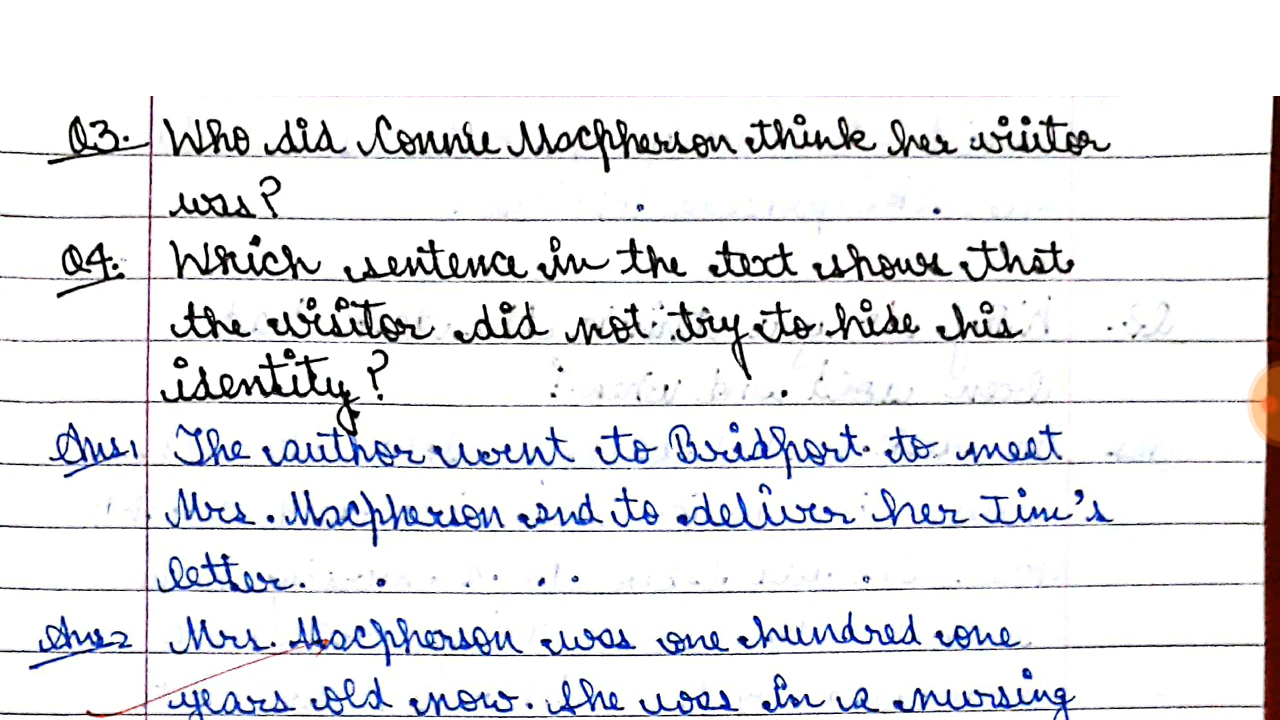 Q3. Who did Connie Macpherson think her visitor
was?
Q4. Which sentence in the text shows that
the visitor did not try to hide his
identity?
Ans1 The author went to Bridport to meet
Mrs. Macpherson and to deliver her Jim's
letter.
Ans2 Mrs. Macpherson was one hundred one
years old now. She was in a nursing